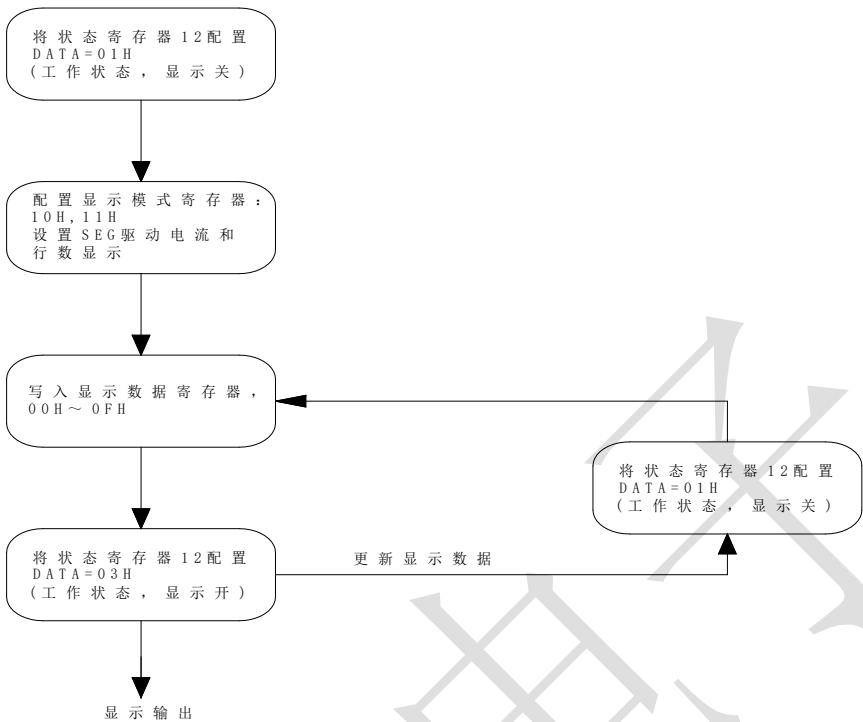 将状态寄存器12配置
DATA=01H
(工作状态，显示关)
配置显示模式寄存器：
10H,11H
设置SEG驱动电流和
行数显示
写入显示数据寄存器，
00H～0FH
将状态寄存器12配置
DATA=01H
(工作状态，显示关)
将状态寄存器12配置
DATA=03H
(工作状态，显示开)
更新显示数据
显示输出